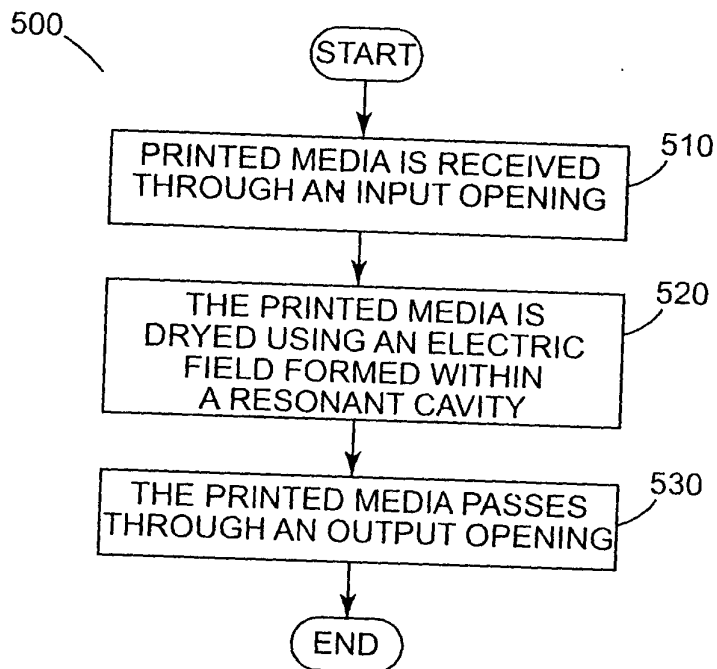 500
START
PRINTED MEDIA IS RECEIVED
THROUGH AN INPUT OPENING
510
THE PRINTED MEDIA IS
DRYED USING AN ELECTRIC
FIELD FORMED WITHIN
A RESONANT CAVITY
520
THE PRINTED MEDIA PASSES
THROUGH AN OUTPUT OPENING
530
END